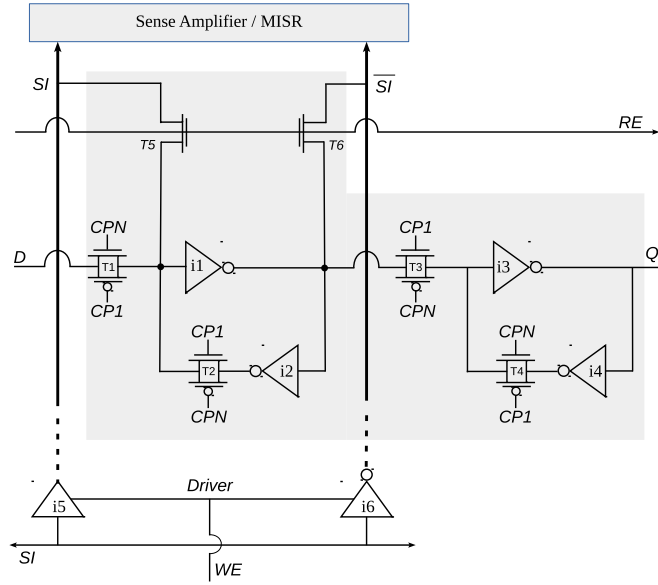 Sense Amplifier / MISR
SI
SI
RE
T5
T6
CPN
CP1
D
T1
i1
T3
i3
Q
CP1
CPN
CP1
CPN
T2
i2
T4
i4
CPN
CP1
Driver
i5
i6
SI
WE